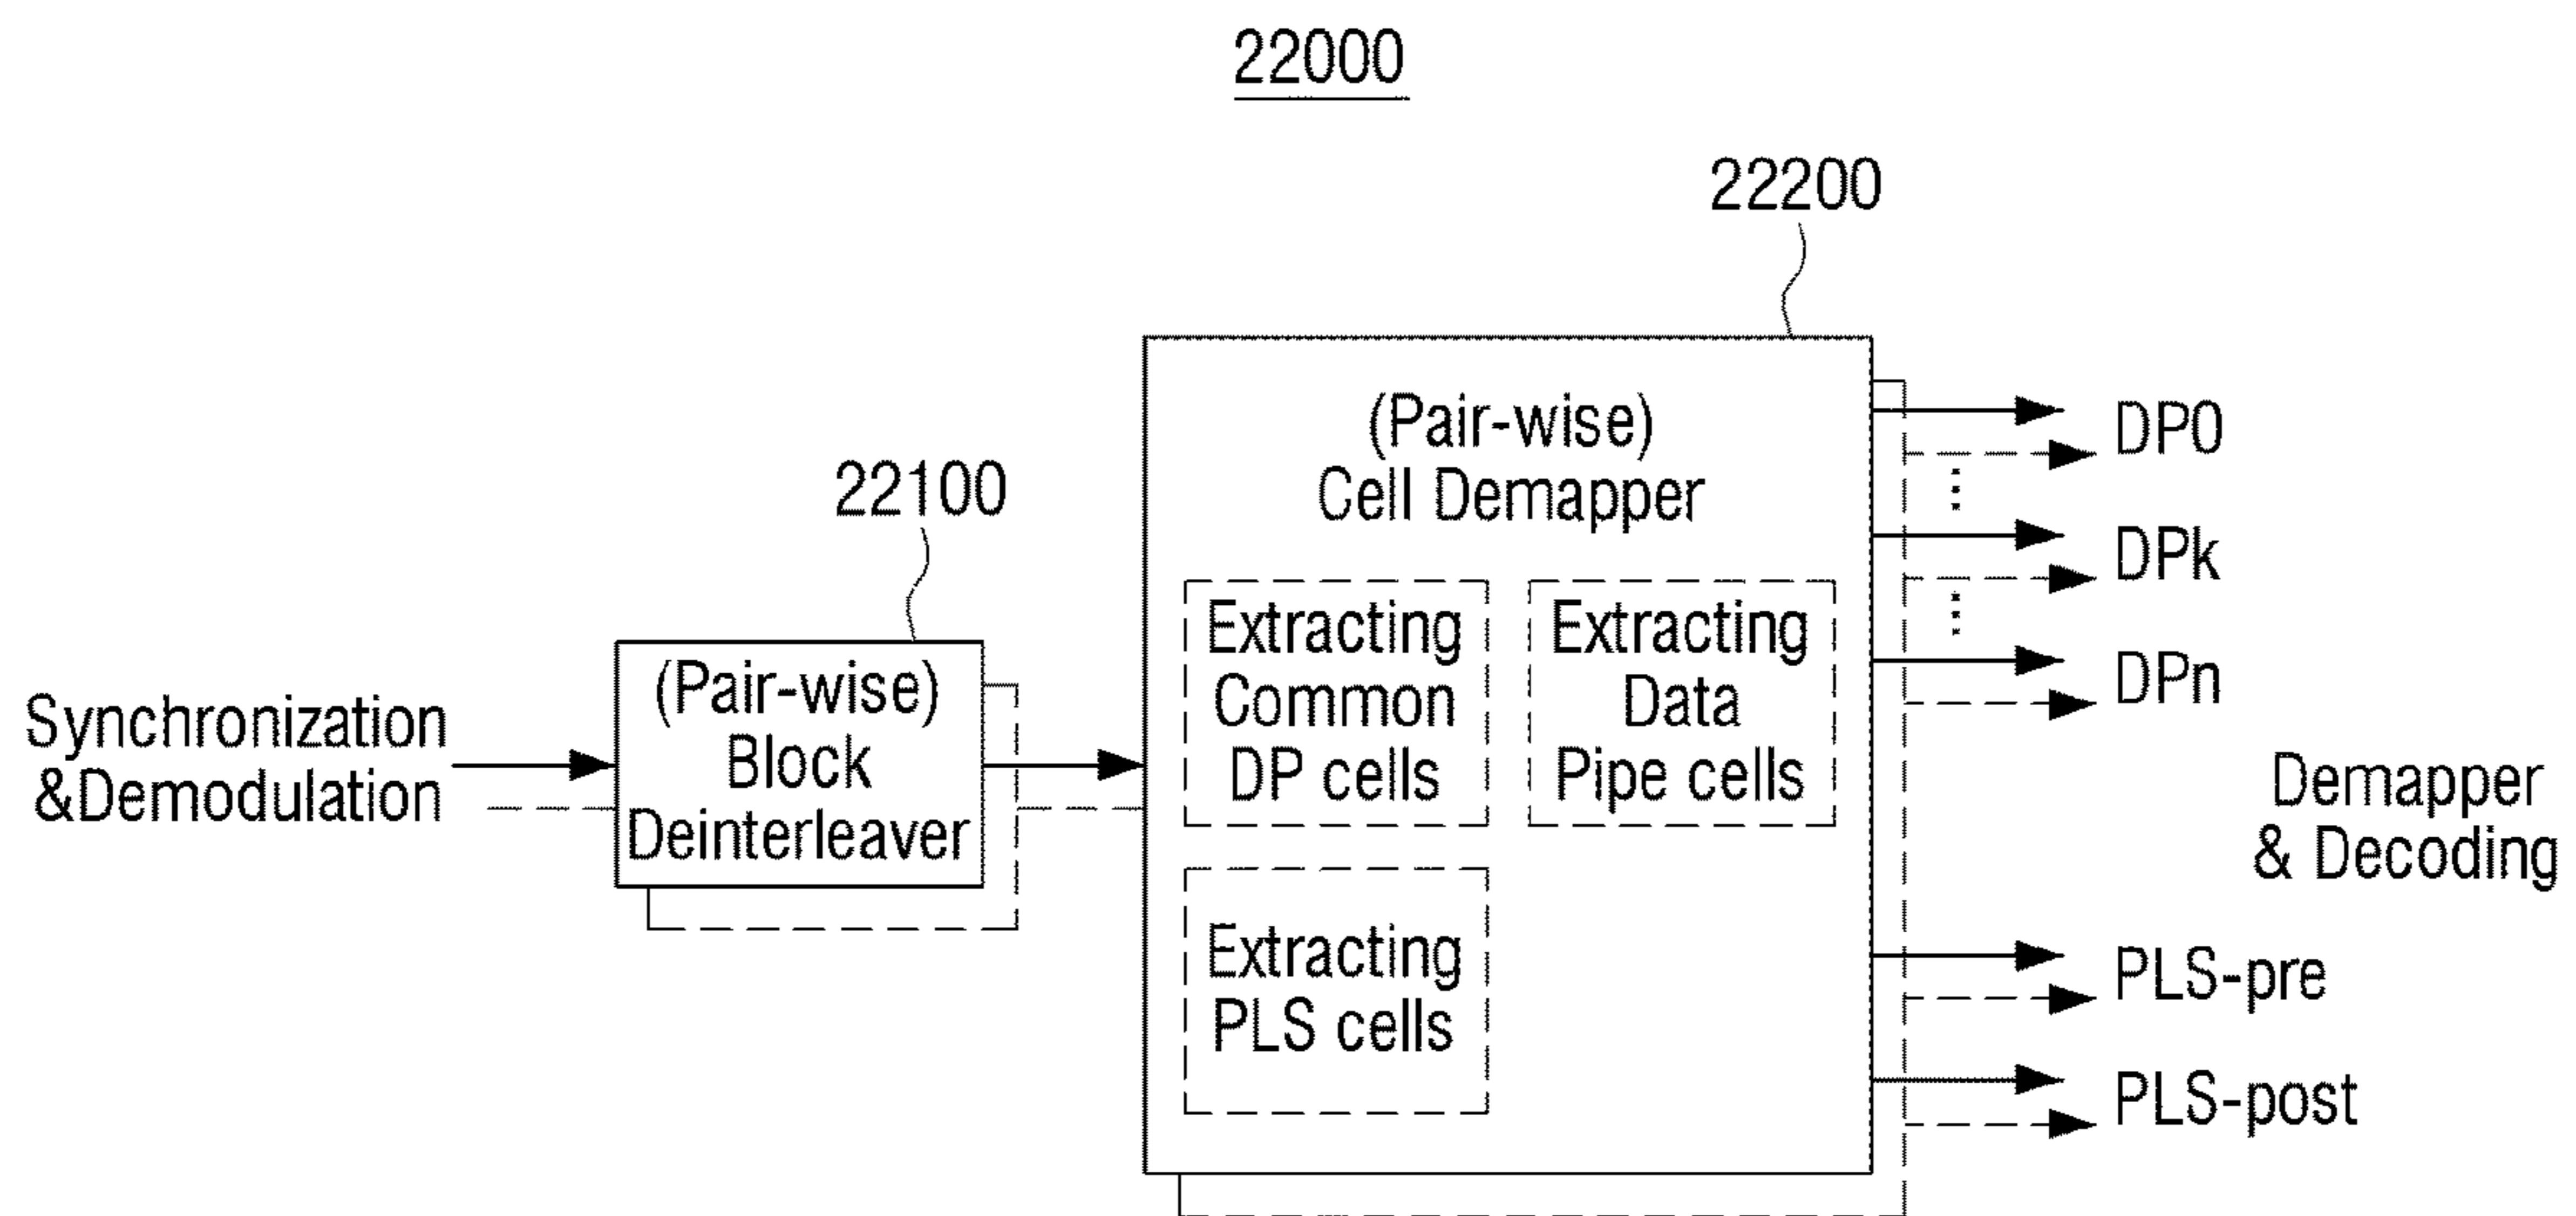 22000
22200
22100
Synchronization
&Demodulation
(Pair-wise)
Block
Deinterleaver
(Pair-wise)
Cell Demapper
Extracting
Common
DP cells
Extracting
Data
Pipe cells
Extracting
PLS cells
DP0
DPk
DPn
Demapper
& Decoding
PLS-pre
PLS-post